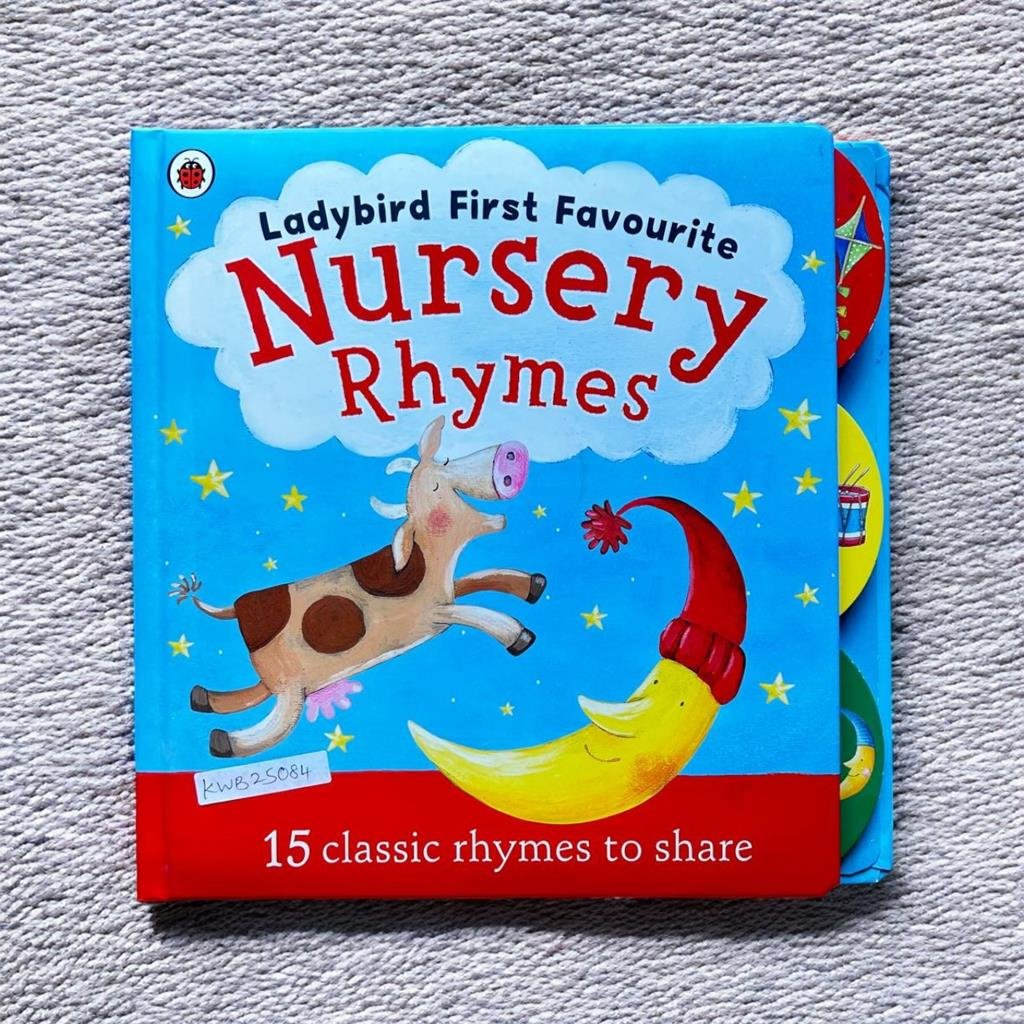 Ladybird First Favourite
Nursery
Rhymes
KWB25084
15 classic rhymes to share